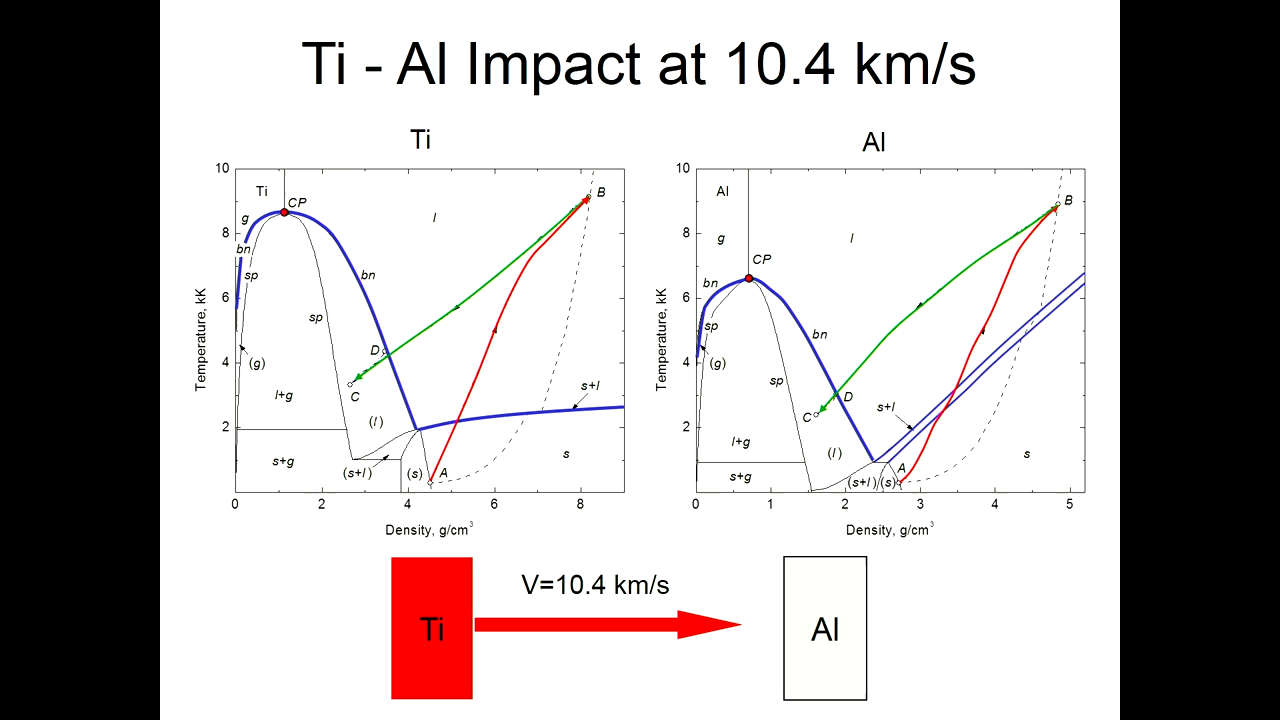 Ti - Al Impact at 10.4 km/s
Ti
10
8
6
4
2
0
2
4
6
8
Temperature, kK
Density, g/cm³
Ti
CP
g
bn
sp
(g)
l
B
bn
sp
D
C
l+g
(l)
s+l
s+g
(s+l)
(s)
A
s
Al
10
8
6
4
2
0
1
2
3
4
5
Temperature, kK
Density, g/cm³
Al
g
l
B
CP
bn
sp
(g)
bn
sp
D
C
s+l
l+g
(l)
s+g
(s+l)
(s)
A
s
V=10.4 km/s
Ti
Al